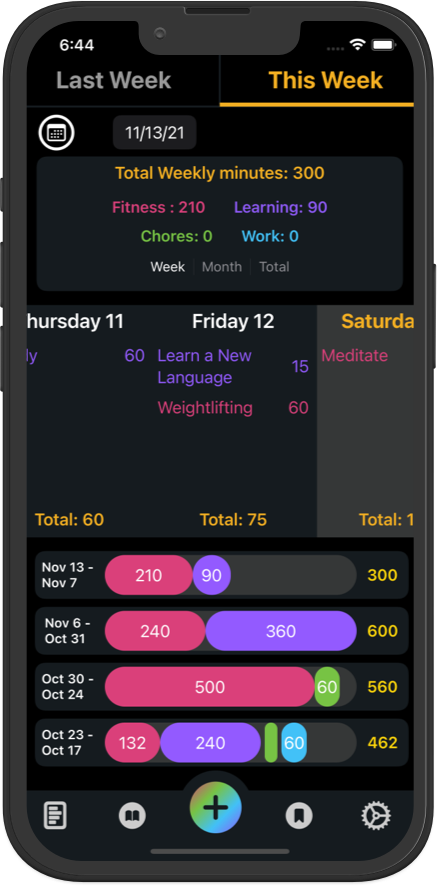 6:44
Last Week This Week
11/13/21
Total Weekly minutes: 300
Fitness : 210 Learning: 90
Chores: 0 Work: 0
Week Month Total
hursday 11 Friday 12 Saturda
ly 60 Learn a New
Language 15 Meditate
Weightlifting 60
Total: 60 Total: 75 Total: 1
Nov 13 -
Nov 7 210 90 300
Nov 6 -
Oct 31 240 360 600
Oct 30 -
Oct 24 500 60 560
Oct 23 -
Oct 17 132 240 60 462